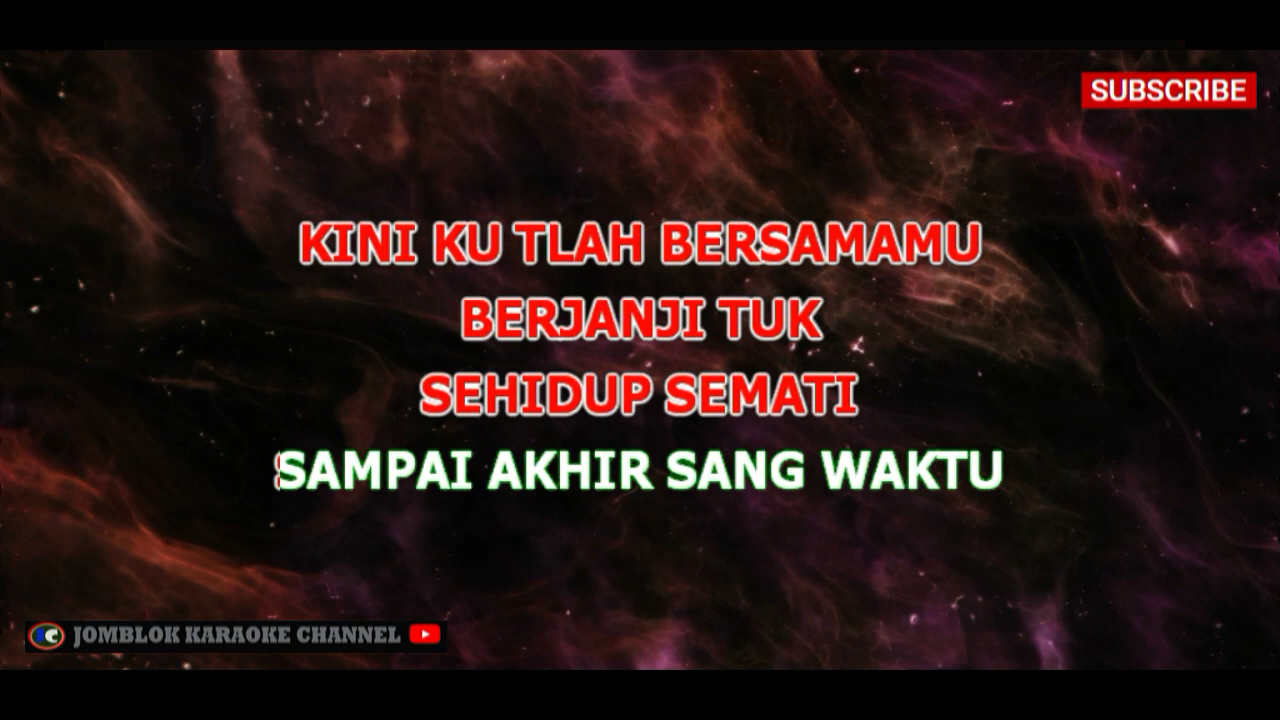 SUBSCRIBE
KINI KU TLAH BERSAMAMU
BERJANJI TUK
SEHIDUP SEMATI
SAMPAI AKHIR SANG WAKTU
JOMBLOK KARAOKE CHANNEL